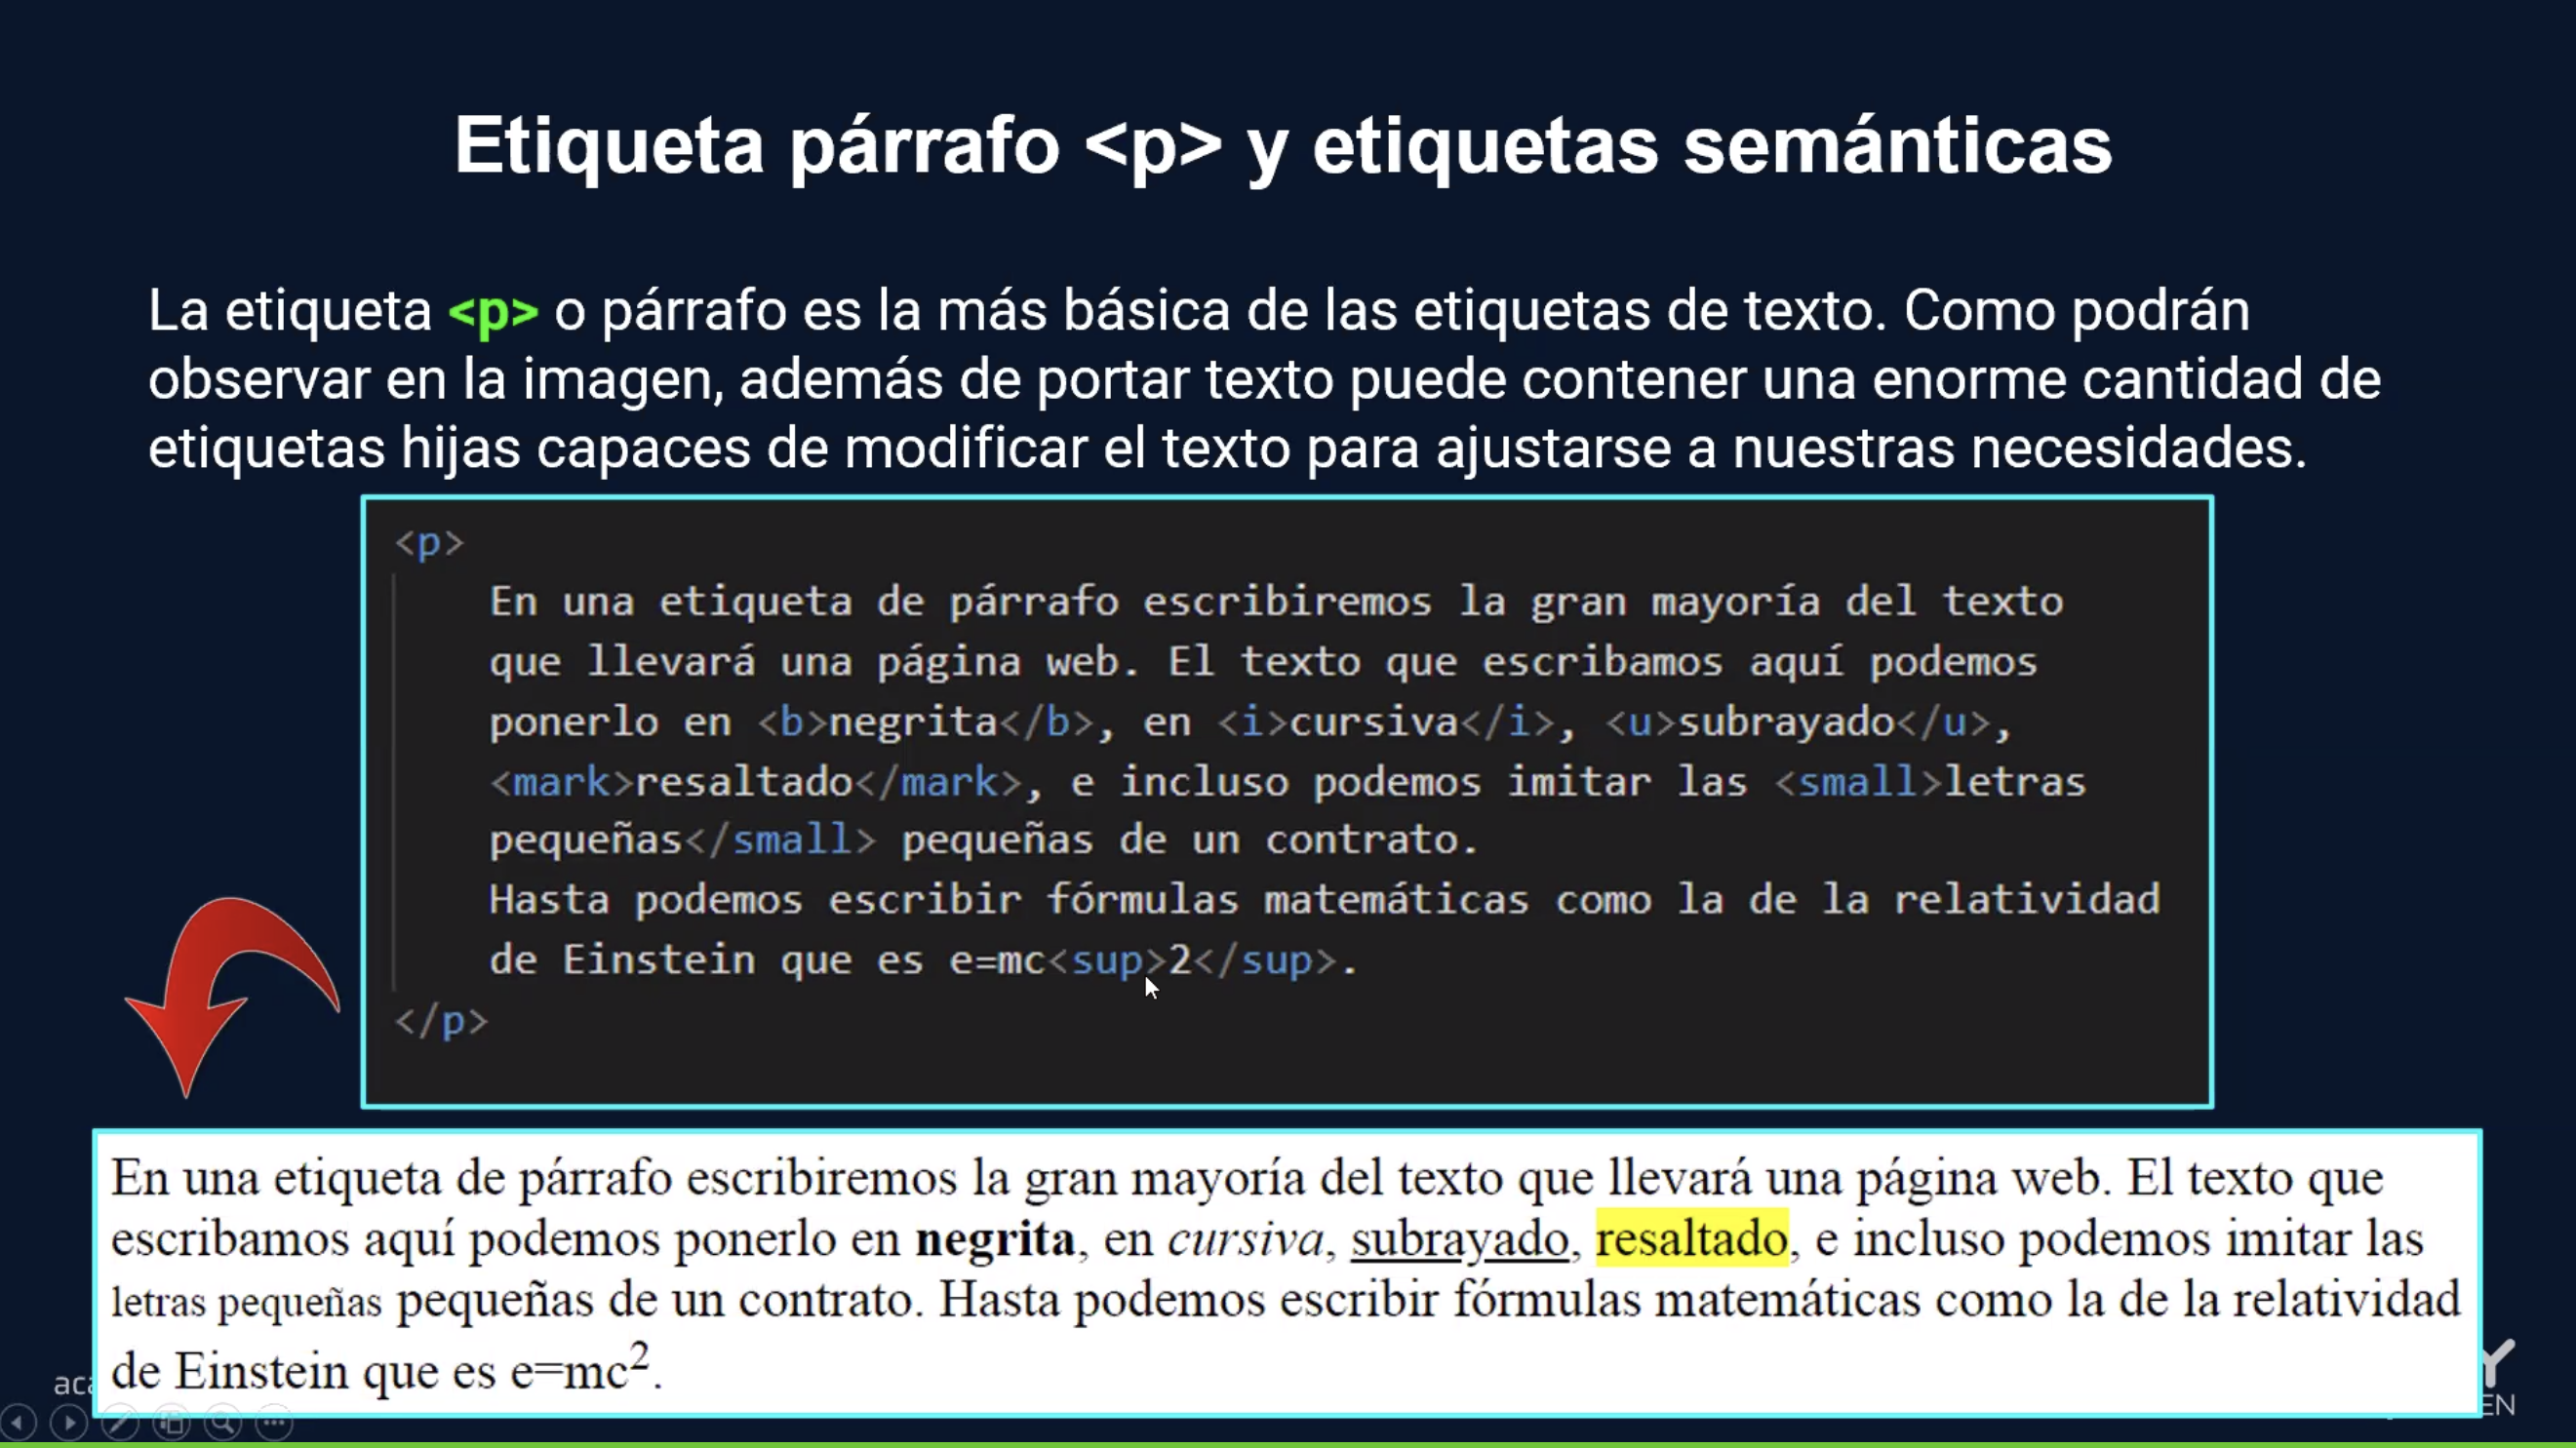 Etiqueta párrafo <p> y etiquetas semánticas
La etiqueta <p> o párrafo es la más básica de las etiquetas de texto. Como podrán
observar en la imagen, además de portar texto puede contener una enorme cantidad de
etiquetas hijas capaces de modificar el texto para ajustarse a nuestras necesidades.
<p>
En una etiqueta de párrafo escribiremos la gran mayoría del texto
que llevará una página web. El texto que escribamos aquí podemos
ponerlo en <b>negrita</b>, en <i>cursiva</i>, <u>subrayado</u>,
<mark>resaltado</mark>, e incluso podemos imitar las <small>letras
pequeñas</small> pequeñas de un contrato.
Hasta podemos escribir fórmulas matemáticas como la de la relatividad
de Einstein que es e=mc<sup>2</sup>.
</p>
En una etiqueta de párrafo escribiremos la gran mayoría del texto que llevará una página web. El texto que
escribamos aquí podemos ponerlo en negrita, en cursiva, subrayado, resaltado, e incluso podemos imitar las
letras pequeñas pequeñas de un contrato. Hasta podemos escribir fórmulas matemáticas como la de la relatividad
de Einstein que es e=mc².